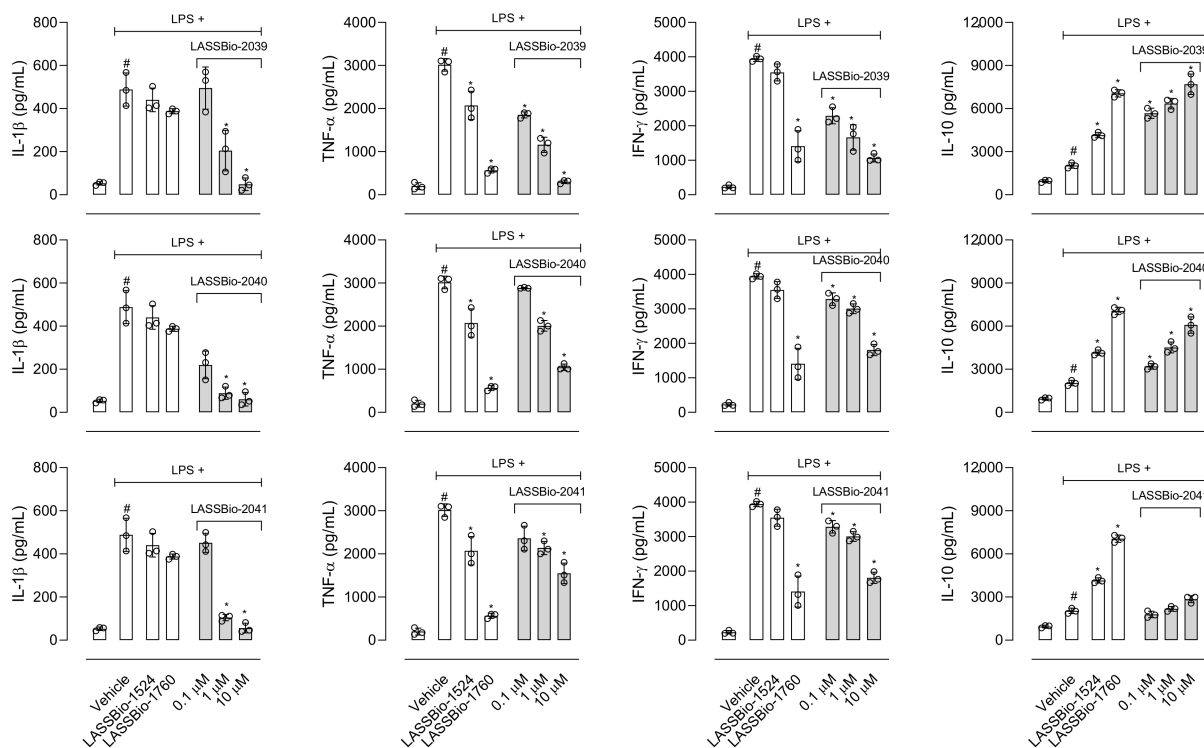 LPS +
LASSBio-2039
#
*
*
IL-1β (pg/mL)
800
600
400
200
0
LPS +
LASSBio-2039
#
*
*
*
*
*
TNF-α (pg/mL)
4000
3000
2000
1000
0
LPS +
LASSBio-2039
#
*
*
*
*
IFN-γ (pg/mL)
5000
4000
3000
2000
1000
0
LPS +
LASSBio-2039
#
*
*
*
*
*
IL-10 (pg/mL)
12000
9000
6000
3000
0
LPS +
LASSBio-2040
#
*
*
IL-1β (pg/mL)
800
600
400
200
0
LPS +
LASSBio-2040
#
*
*
*
*
TNF-α (pg/mL)
4000
3000
2000
1000
0
LPS +
LASSBio-2040
#
*
*
*
*
IFN-γ (pg/mL)
5000
4000
3000
2000
1000
0
LPS +
LASSBio-2040
#
*
*
*
*
*
IL-10 (pg/mL)
12000
9000
6000
3000
0
LPS +
LASSBio-2041
#
*
*
IL-1β (pg/mL)
800
600
400
200
0
LPS +
LASSBio-2041
#
*
*
*
*
*
TNF-α (pg/mL)
4000
3000
2000
1000
0
LPS +
LASSBio-2041
#
*
*
*
*
IFN-γ (pg/mL)
5000
4000
3000
2000
1000
0
LPS +
LASSBio-2041
#
*
*
IL-10 (pg/mL)
12000
9000
6000
3000
0
Vehicle
LASSBio-1524
LASSBio-1760
0.1 µM
1 µM
10 µM
Vehicle
LASSBio-1524
LASSBio-1760
0.1 µM
1 µM
10 µM
Vehicle
LASSBio-1524
LASSBio-1760
0.1 µM
1 µM
10 µM
Vehicle
LASSBio-1524
LASSBio-1760
0.1 µM
1 µM
10 µM